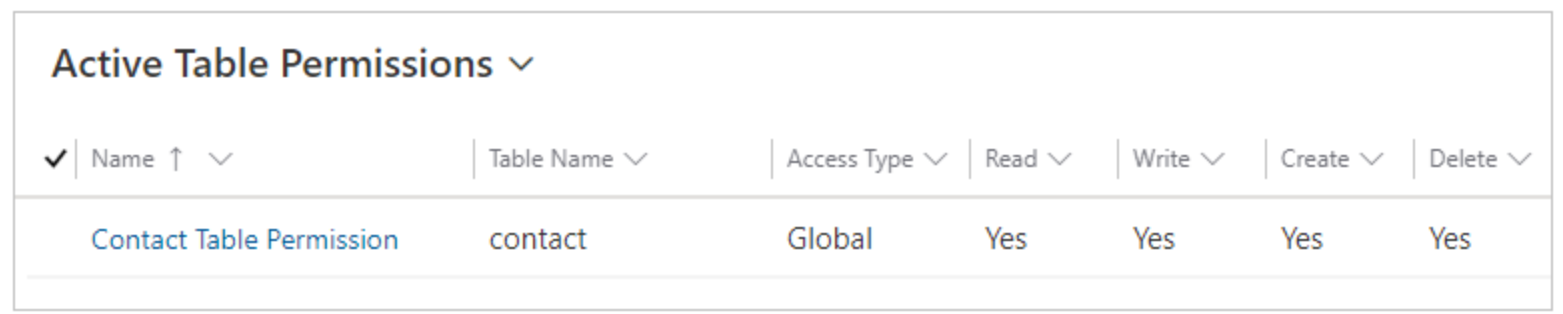 Active Table Permissions
Name Table Name Access Type Read Write Create Delete
Contact Table Permission contact Global Yes Yes Yes Yes